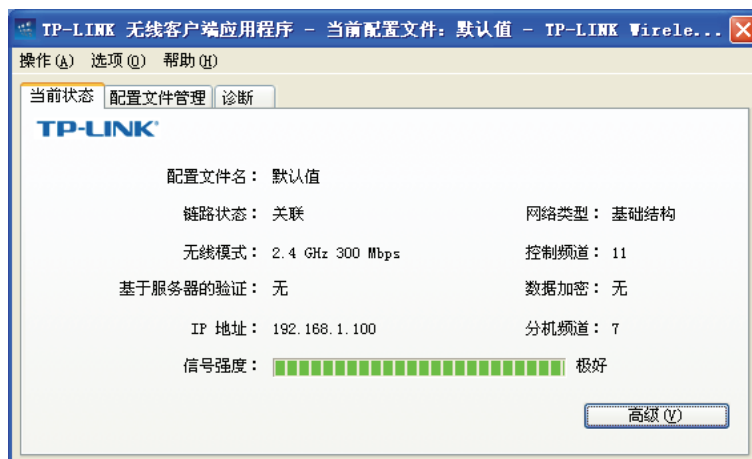 TP-LINK 无线客户端应用程序 - 当前配置文件: 默认值 - TP-LINK Wirele...
操作(A) 选项(O) 帮助(H)
当前状态 配置文件管理 诊断
TP-LINK®
配置文件名: 默认值
链路状态: 关联 网络类型: 基础结构
无线模式: 2.4 GHz 300 Mbps 控制频道: 11
基于服务器的验证: 无 数据加密: 无
IP 地址: 192.168.1.100 分机频道: 7
信号强度: 极好
高级(V)